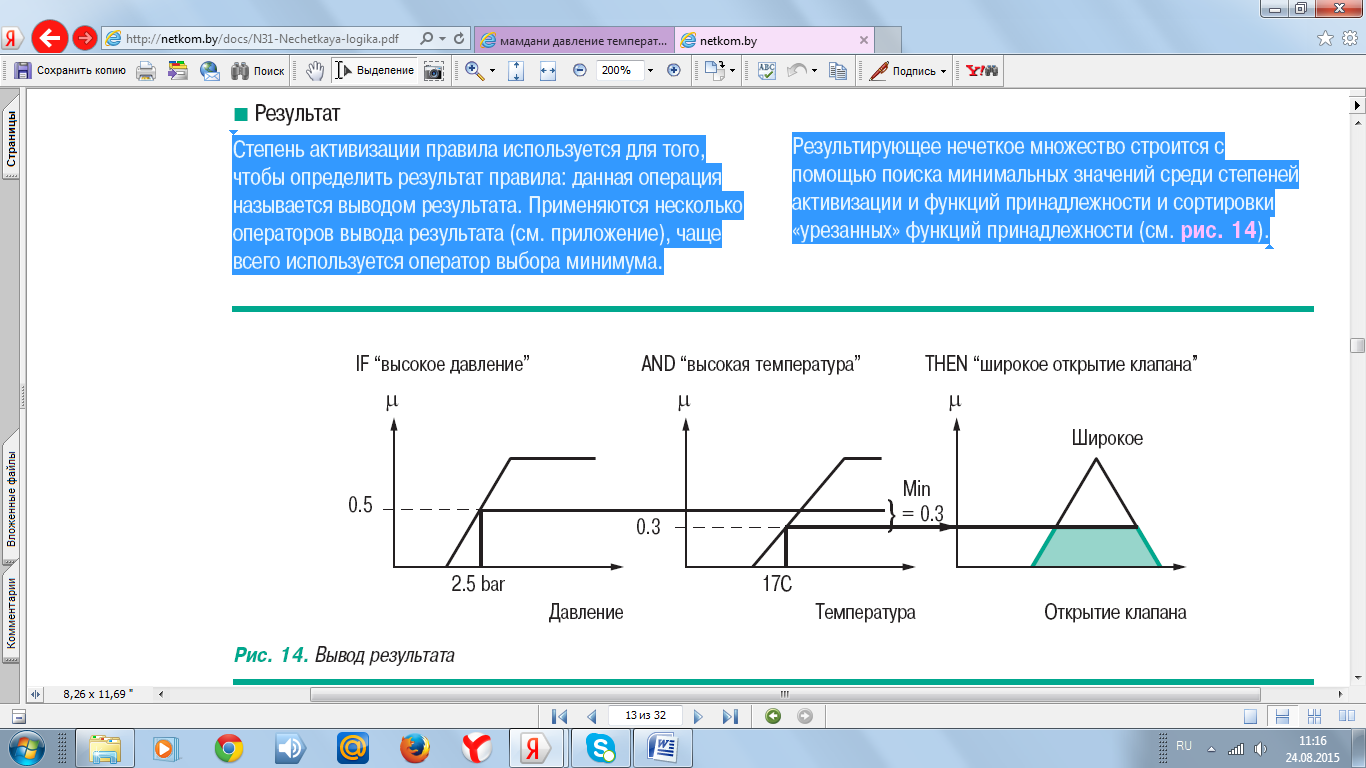 http://netkom.by/docs/N31-Nechetkaya-logika.pdf
мамдани давление температ...
netkom.by
Сохранить копию
Поиск
Выделение
200%
Подпись
Y!
Страницы
Вложенные файлы
Комментарии
Результат
Степень активизации правила используется для того,
чтобы определить результат правила: данная операция
называется выводом результата. Применяются несколько
операторов вывода результата (см. приложение), чаще
всего используется оператор выбора минимума.
Результирующее нечеткое множество строится с
помощью поиска минимальных значений среди степеней
активизации и функций принадлежности и сортировки
«урезанных» функций принадлежности (см. рис. 14).
IF “высокое давление”
AND “высокая температура”
THEN “широкое открытие клапана”
μ
μ
μ
Широкое
0.5
0.3
Min
= 0.3
2.5 bar
17C
Давление
Температура
Открытие клапана
Рис. 14. Вывод результата
8,26 x 11,69 "
13 из 32
RU
11:16
24.08.2015